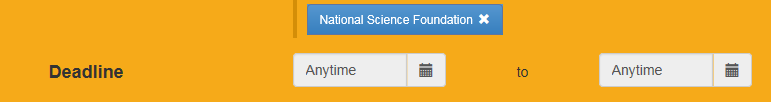 National Science Foundation ✖
Deadline Anytime to Anytime